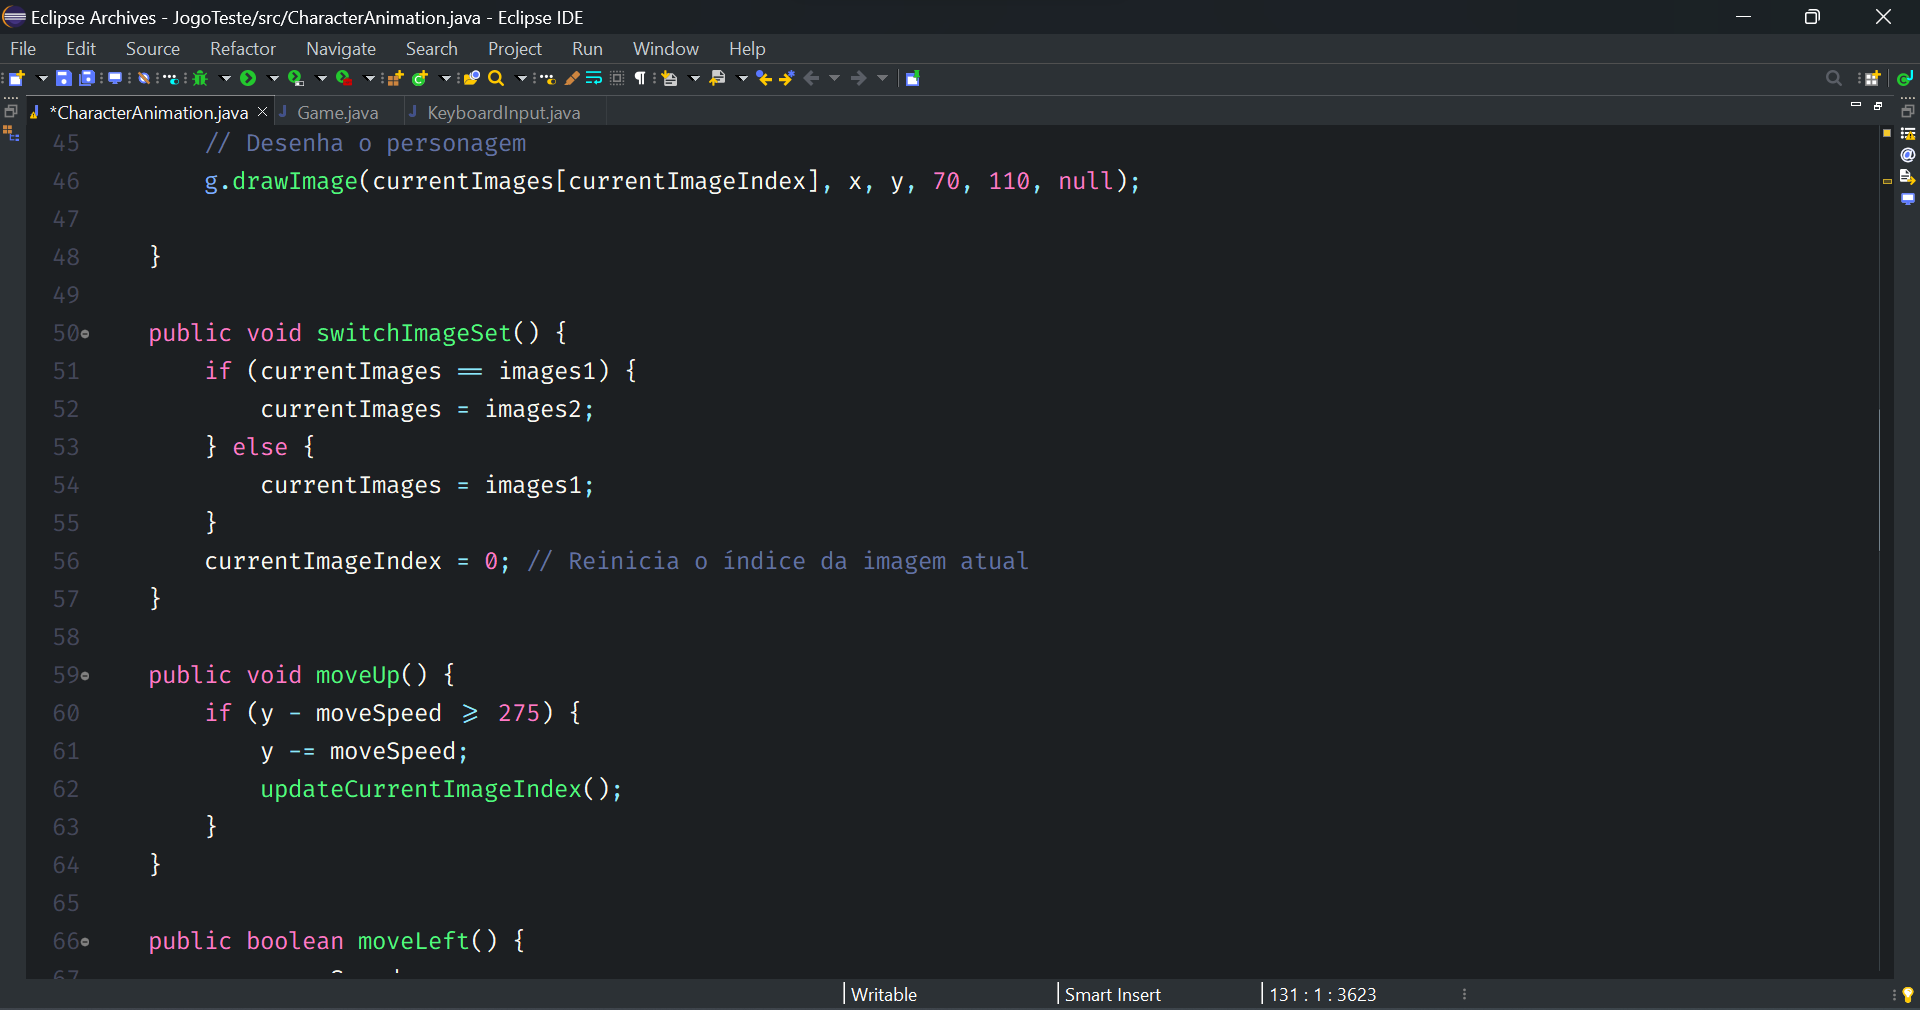 Eclipse Archives - JogoTeste/src/CharacterAnimation.java - Eclipse IDE
File Edit Source Refactor Navigate Search Project Run Window Help
*CharacterAnimation.java Game.java KeyboardInput.java
45 // Desenha o personagem
46 g.drawImage(currentImages[currentImageIndex], x, y, 70, 110, null);
47
48 }
49
50 public void switchImageSet() {
51 if (currentImages == images1) {
52 currentImages = images2;
53 } else {
54 currentImages = images1;
55 }
56 currentImageIndex = 0; // Reinicia o índice da imagem atual
57 }
58
59 public void moveUp() {
60 if (y - moveSpeed >= 275) {
61 y -= moveSpeed;
62 updateCurrentImageIndex();
63 }
64 }
65
66 public boolean moveLeft() {
67
Writable Smart Insert 131 : 1 : 3623